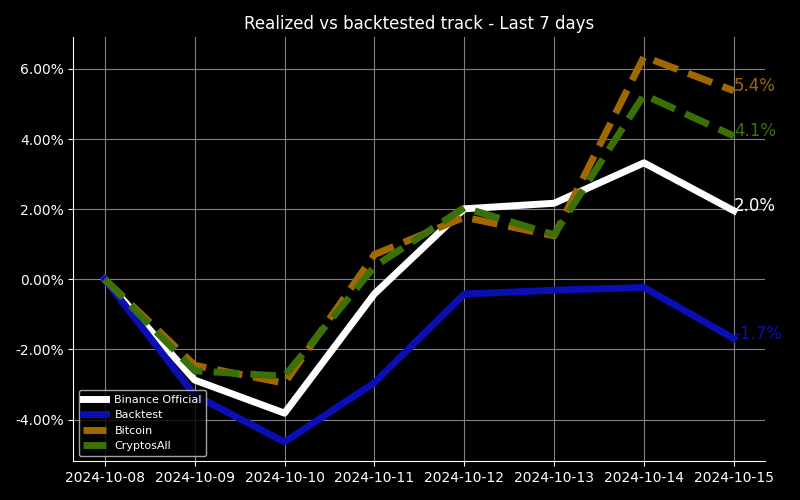 Realized vs backtested track - Last 7 days
6.00%
4.00%
2.00%
0.00%
-2.00%
-4.00%
5.4%
4.1%
2.0%
-1.7%
Binance Official
Backtest
Bitcoin
CryptosAll
2024-10-08 2024-10-09 2024-10-10 2024-10-11 2024-10-12 2024-10-13 2024-10-14 2024-10-15